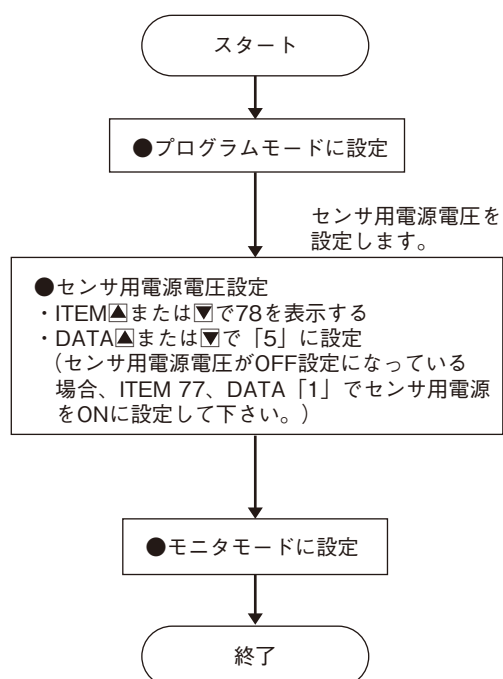 スタート
●プログラムモードに設定
センサ用電源電圧を
設定します。
●センサ用電源電圧設定
・ITEM▲または▼で78を表示する
・DATA▲または▼で「5」に設定
（センサ用電源電圧がOFF設定になっている
場合、ITEM 77、DATA「1」でセンサ用電源
をONに設定して下さい。）
●モニタモードに設定
終了